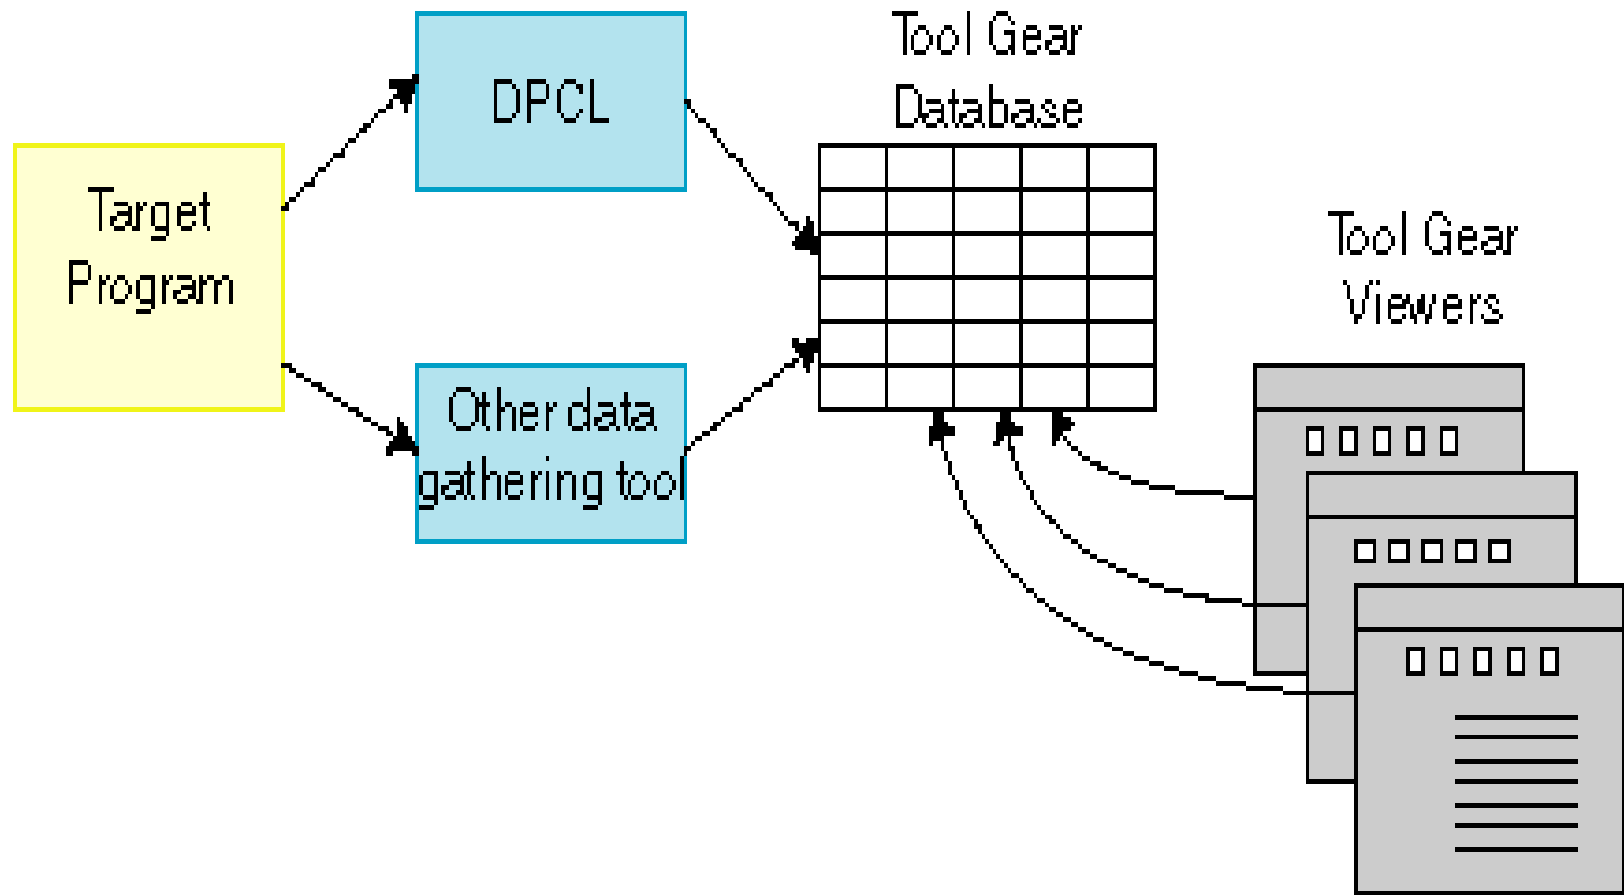 Target
Program
DPCL
Other data
gathering tool
Tool Gear
Database
Tool Gear
Viewers